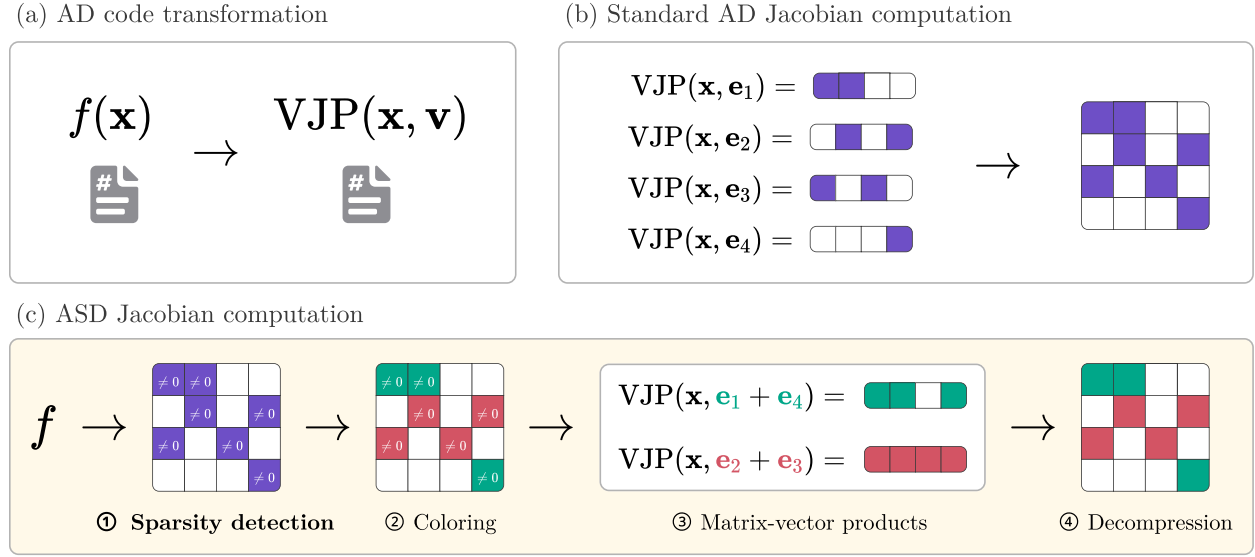 (a) AD code transformation
f(x) → VJP(x, v)
# #
(b) Standard AD Jacobian computation
VJP(x, e₁) =
VJP(x, e₂) =
VJP(x, e₃) =
VJP(x, e₄) =
→
(c) ASD Jacobian computation
f → → → →
≠ 0 ≠ 0
≠ 0 ≠ 0
≠ 0 ≠ 0
≠ 0
① Sparsity detection
≠ 0 ≠ 0
≠ 0 ≠ 0
≠ 0 ≠ 0
≠ 0
② Coloring
VJP(x, e₁ + e₄) =
VJP(x, e₂ + e₃) =
③ Matrix-vector products
④ Decompression